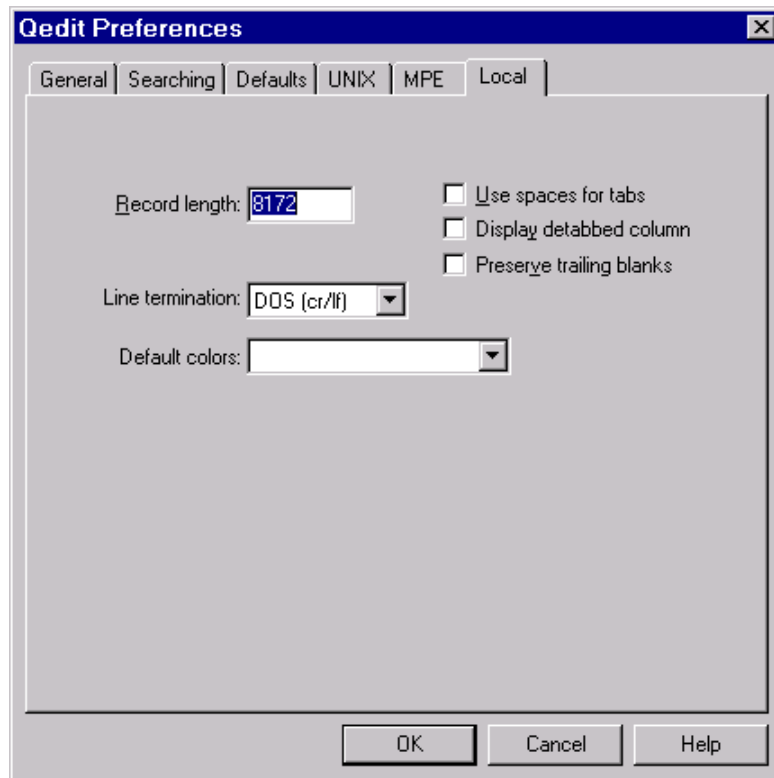 Qedit Preferences
General Searching Defaults UNIX MPE Local
Record length: 8172
Use spaces for tabs
Display detabbed column
Preserve trailing blanks
Line termination: DOS (cr/lf)
Default colors:
OK Cancel Help